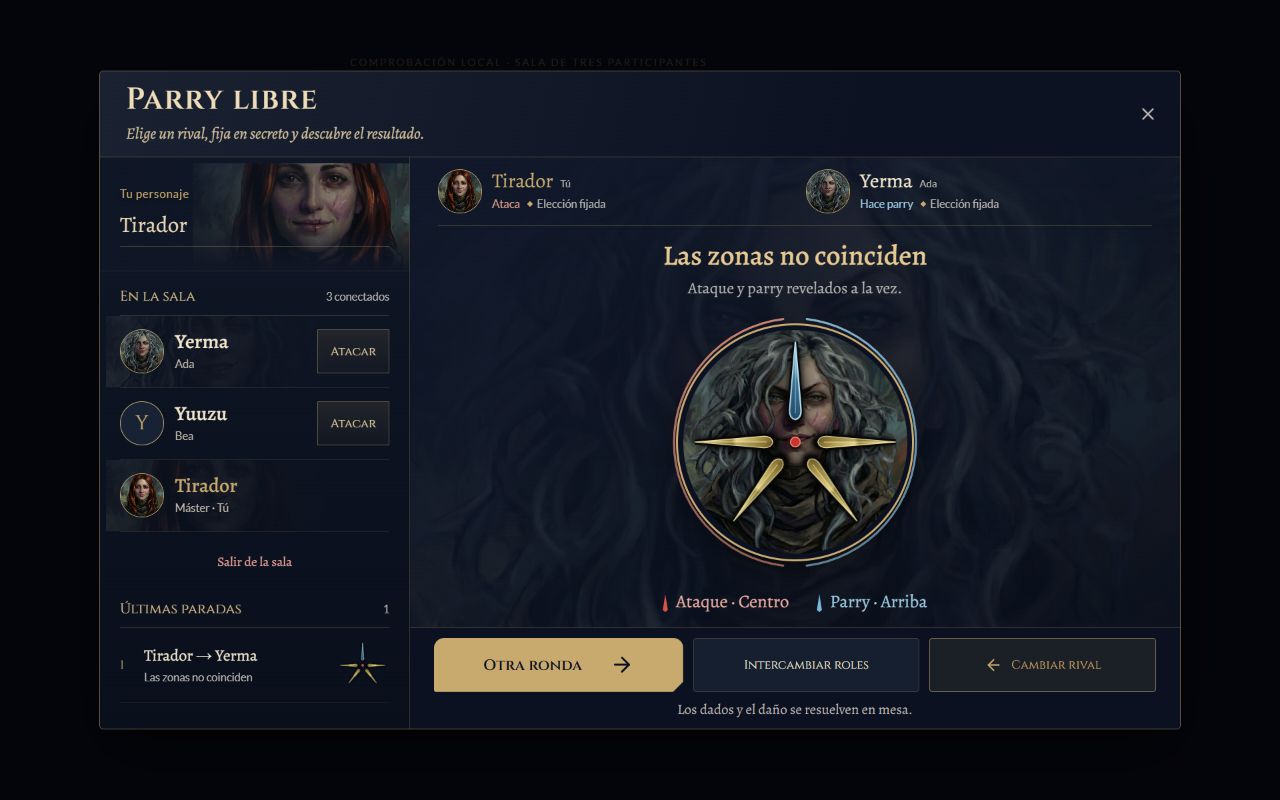 COMPROBACIÓN LOCAL · SALA DE TRES PARTICIPANTES
PARRY LIBRE
Elige un rival, fija en secreto y descubre el resultado.
Tu personaje
Tirador
EN LA SALA
3 conectados
Yerma
Ada
ATACAR
Y
Yuuzu
Bea
ATACAR
Tirador
Máster · Tú
Salir de la sala
ÚLTIMAS PARADAS
1
1
Tirador → Yerma
Las zonas no coinciden
Tirador Tú
Ataca ◆ Elección fijada
Yerma Ada
Hace parry ◆ Elección fijada
Las zonas no coinciden
Ataque y parry revelados a la vez.
Ataque · Centro
Parry · Arriba
OTRA RONDA →
INTERCAMBIAR ROLES
← CAMBIAR RIVAL
Los dados y el daño se resuelven en mesa.